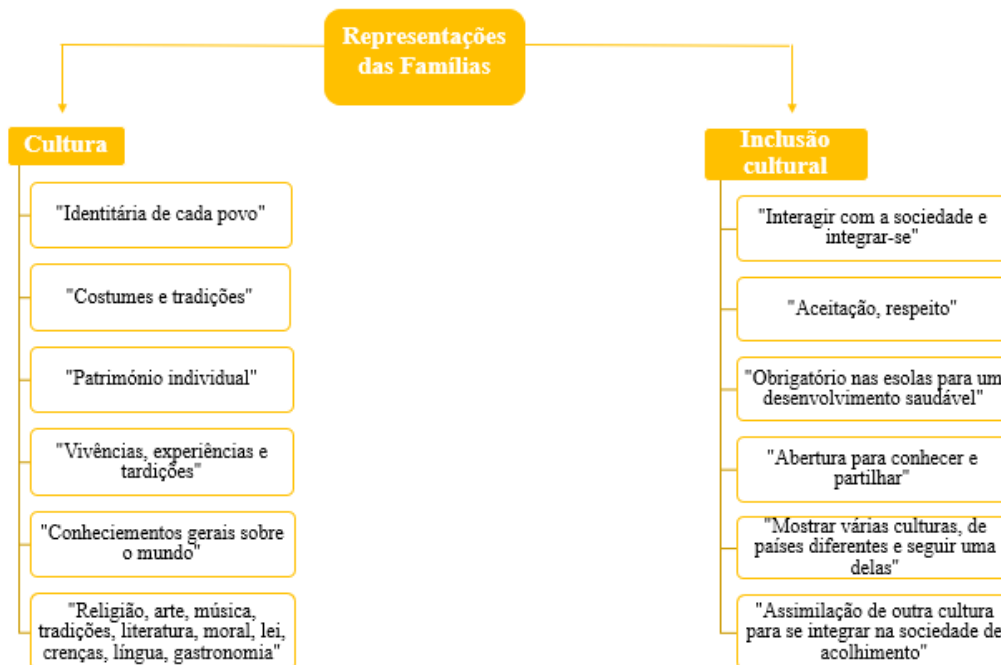 Representações
das Famílias
Cultura
"Identitária de cada povo"
"Costumes e tradições"
"Património individual"
"Vivências, experiências e
tardições"
"Conheciementos gerais sobre
o mundo"
"Religião, arte, música,
tradições, literatura, moral, lei,
crenças, língua, gastronomia"
Inclusão
cultural
"Interagir com a sociedade e
integrar-se"
"Aceitação, respeito"
"Obrigatório nas esolas para um
desenvolvimento saudável"
"Abertura para conhecer e
partilhar"
"Mostrar várias culturas, de
países diferentes e seguir uma
delas"
"Assimilação de outra cultura
para se integrar na sociedade de
acolhimento"